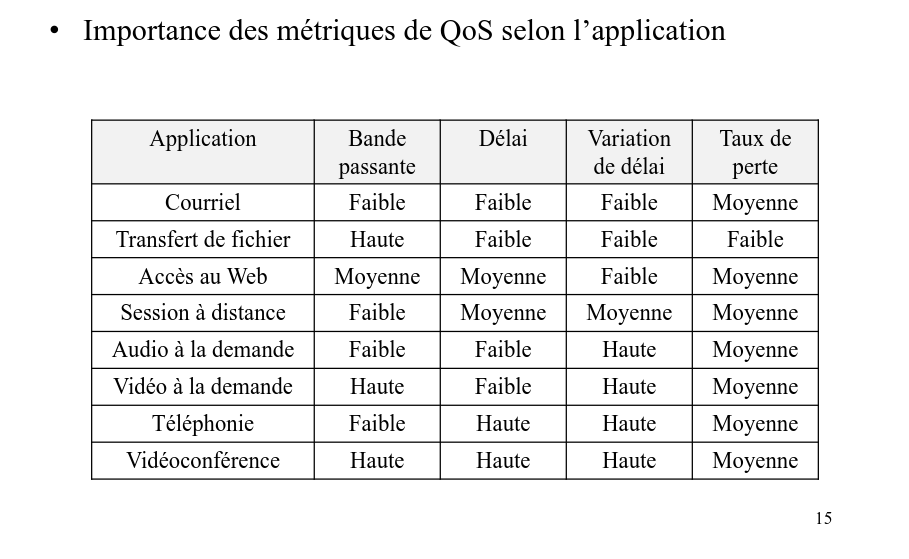 • Importance des métriques de QoS selon l’application
Application Bande passante Délai Variation de délai Taux de perte
Courriel Faible Faible Faible Moyenne
Transfert de fichier Haute Faible Faible Faible
Accès au Web Moyenne Moyenne Faible Moyenne
Session à distance Faible Moyenne Moyenne Moyenne
Audio à la demande Faible Faible Haute Moyenne
Vidéo à la demande Haute Faible Haute Moyenne
Téléphonie Faible Haute Haute Moyenne
Vidéoconférence Haute Haute Haute Moyenne
15